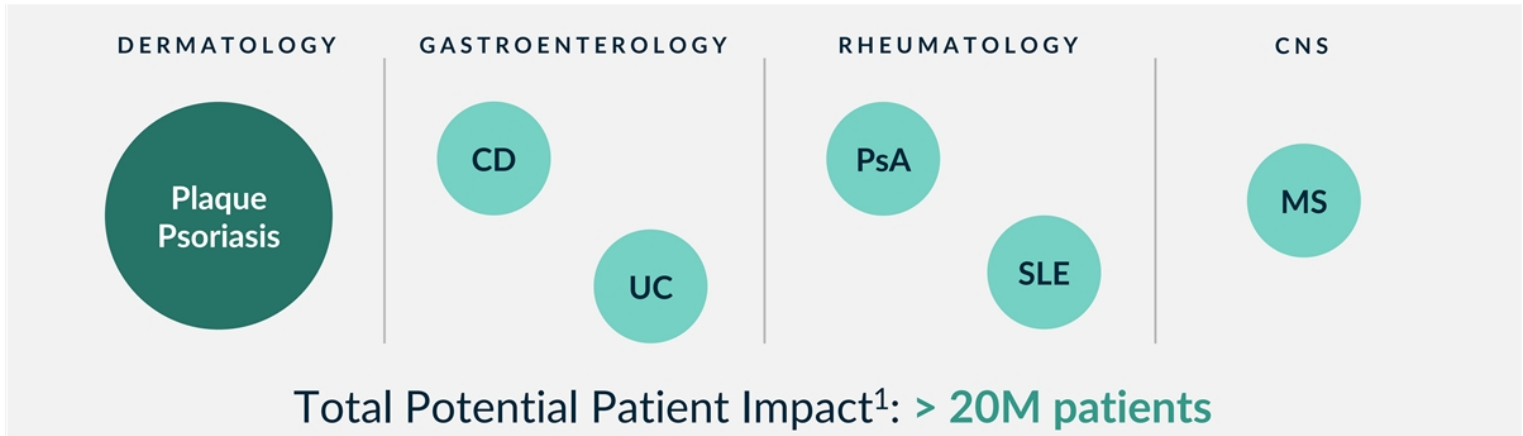 DERMATOLOGY
GASTROENTEROLOGY
RHEUMATOLOGY
CNS
Plaque
Psoriasis
CD
UC
PsA
SLE
MS
Total Potential Patient Impact¹: > 20M patients